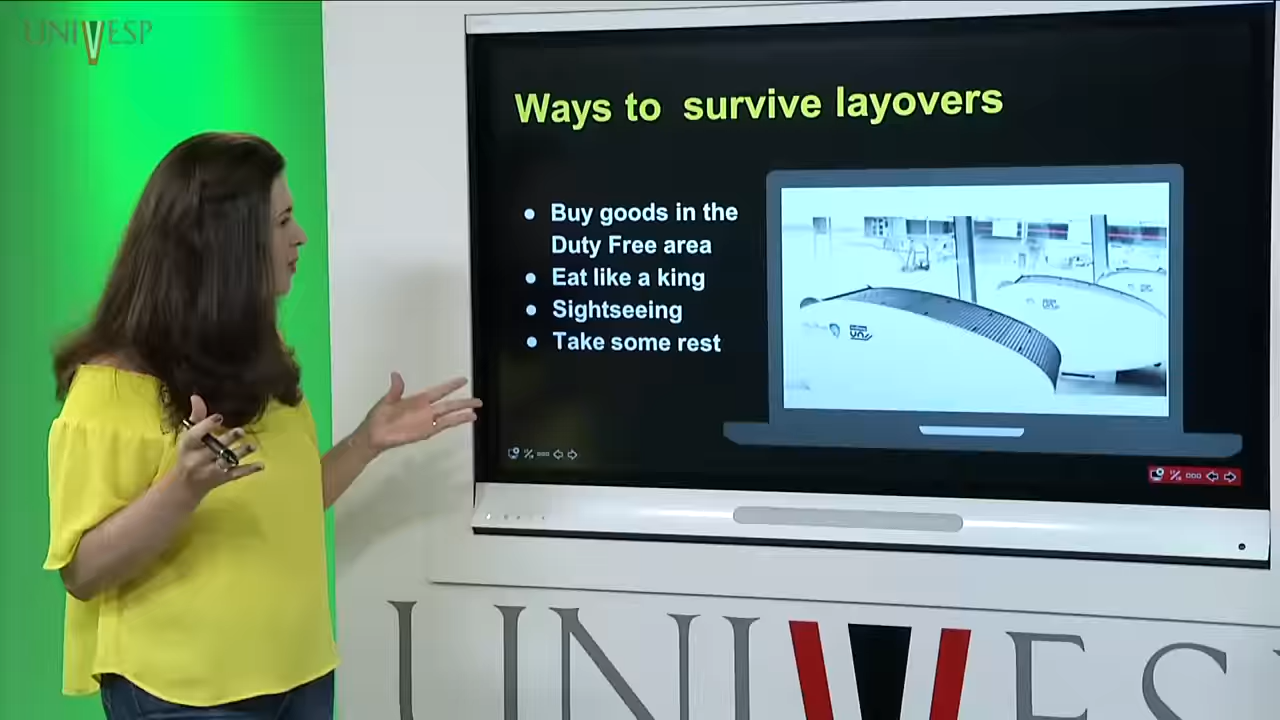 UNIVESP
Ways to survive layovers
Buy goods in the
Duty Free area
Eat like a king
Sightseeing
Take some rest
UNIVES